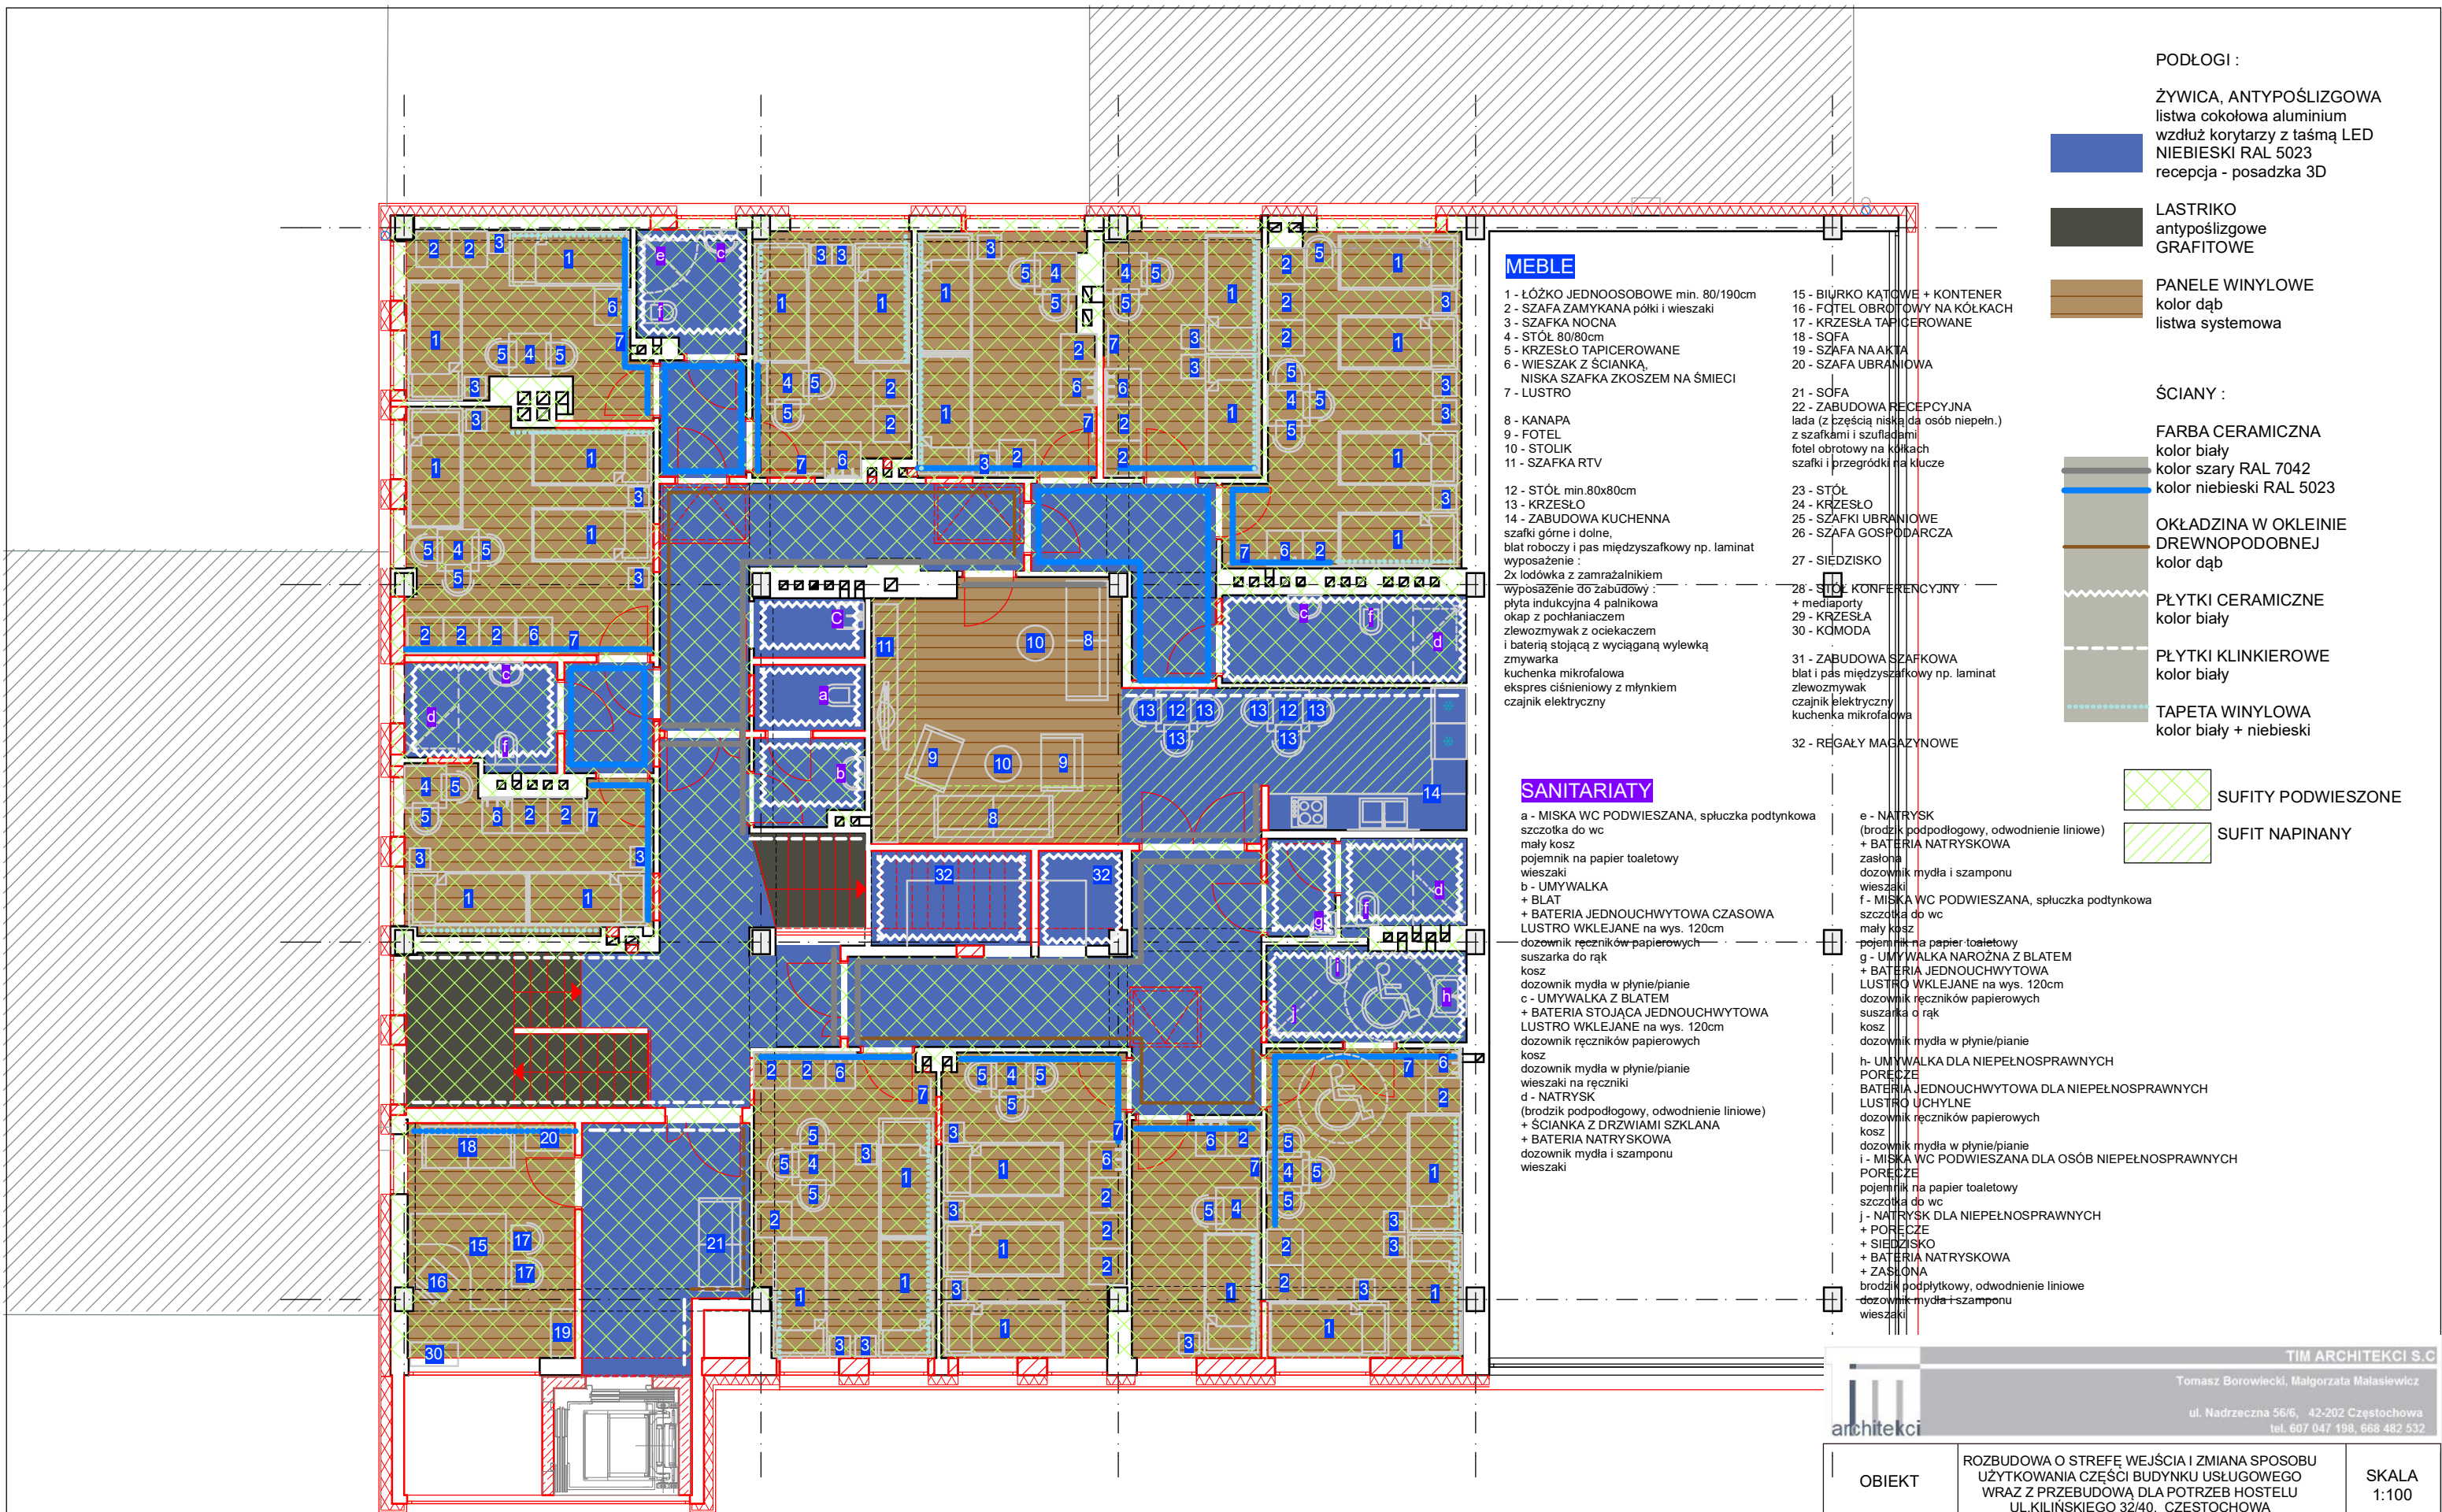 PODŁOGI :
ŻYWICA, ANTYPOŚLIZGOWA
listwa cokołowa aluminium
wzdłuż korytarzy z taśmą LED
NIEBIESKI RAL 5023
recepcja - posadzka 3D
LASTRIKO
antypoślizgowe
GRAFITOWE
PANELE WINYLOWE
kolor dąb
listwa systemowa
ŚCIANY :
FARBA CERAMICZNA
kolor biały
kolor szary RAL 7042
kolor niebieski RAL 5023
OKŁADZINA W OKLEINIE
DREWNOPODOBNEJ
kolor dąb
PŁYTKI CERAMICZNE
kolor biały
PŁYTKI KLINKIEROWE
kolor biały
TAPETA WINYLOWA
kolor biały + niebieski
SUFITY PODWIESZONE
SUFIT NAPINANY
MEBLE
1 - ŁÓŻKO JEDNOOSOBOWE min. 80/190cm
2 - SZAFA ZAMYKANA półki i wieszaki
3 - SZAFKA NOCNA
4 - STÓŁ 80/80cm
5 - KRZESŁO TAPICEROWANE
6 - WIESZAK Z ŚCIANKĄ,
NISKA SZAFKA ZKOSZEM NA ŚMIECI
7 - LUSTRO
8 - KANAPA
9 - FOTEL
10 - STOLIK
11 - SZAFKA RTV
12 - STÓŁ min.80x80cm
13 - KRZESŁO
14 - ZABUDOWA KUCHENNA
szafki górne i dolne,
blat roboczy i pas międzyszafkowy np. laminat
wyposażenie :
2x lodówka z zamrażalnikiem
wyposażenie do zabudowy :
płyta indukcyjna 4 palnikowa
okap z pochłaniaczem
zlewozmywak z ociekaczem
i baterią stojącą z wyciąganą wylewką
zmywarka
kuchenka mikrofalowa
ekspres ciśnieniowy z młynkiem
czajnik elektryczny
15 - BIURKO KĄTOWE + KONTENER
16 - FOTEL OBROTOWY NA KÓŁKACH
17 - KRZESŁA TAPICEROWANE
18 - SOFA
19 - SZAFA NA AKTA
20 - SZAFA UBRANIOWA
21 - SOFA
22 - ZABUDOWA RECEPCYJNA
lada (z częścią niską da osób niepełn.)
z szafkami i szufladami
fotel obrotowy na kółkach
szafki i przegródki na klucze
23 - STÓŁ
24 - KRZESŁO
25 - SZAFKI UBRANIOWE
26 - SZAFA GOSPODARCZA
27 - SIEDZISKO
28 - STÓŁ KONFERENCYJNY
+ mediaporty
29 - KRZESŁA
30 - KOMODA
31 - ZABUDOWA SZAFKOWA
blat i pas międzyszafkowy np. laminat
zlewozmywak
czajnik elektryczny
kuchenka mikrofalowa
32 - REGAŁY MAGAZYNOWE
SANITARIATY
a - MISKA WC PODWIESZANA, spłuczka podtynkowa
szczotka do wc
mały kosz
pojemnik na papier toaletowy
wieszaki
b - UMYWALKA
+ BLAT
+ BATERIA JEDNOUCHWYTOWA CZASOWA
LUSTRO WKLEJANE na wys. 120cm
dozownik ręczników papierowych
suszarka do rąk
kosz
dozownik mydła w płynie/pianie
c - UMYWALKA Z BLATEM
+ BATERIA STOJĄCA JEDNOUCHWYTOWA
LUSTRO WKLEJANE na wys. 120cm
dozownik ręczników papierowych
kosz
dozownik mydła w płynie/pianie
wieszaki na ręczniki
d - NATRYSK
(brodzik podpodłogowy, odwodnienie liniowe)
+ ŚCIANKA Z DRZWIAMI SZKLANA
+ BATERIA NATRYSKOWA
dozownik mydła i szamponu
wieszaki
e - NATRYSK
(brodzik podpodłogowy, odwodnienie liniowe)
+ BATERIA NATRYSKOWA
zasłona
dozownik mydła i szamponu
wieszaki
f - MISKA WC PODWIESZANA, spłuczka podtynkowa
szczotka do wc
mały kosz
pojemnik na papier toaletowy
g - UMYWALKA NAROŻNA Z BLATEM
+ BATERIA JEDNOUCHWYTOWA
LUSTRO WKLEJANE na wys. 120cm
dozownik ręczników papierowych
suszarka o rąk
kosz
dozownik mydła w płynie/pianie
h- UMYWALKA DLA NIEPEŁNOSPRAWNYCH
PORĘCZE
BATERIA JEDNOUCHWYTOWA DLA NIEPEŁNOSPRAWNYCH
LUSTRO UCHYLNE
dozownik ręczników papierowych
kosz
dozownik mydła w płynie/pianie
i - MISKA WC PODWIESZANA DLA OSÓB NIEPEŁNOSPRAWNYCH
PORĘCZE
pojemnik na papier toaletowy
szczotka do wc
j - NATRYSK DLA NIEPEŁNOSPRAWNYCH
+ PORĘCZE
+ SIEDZISKO
+ BATERIA NATRYSKOWA
+ ZASŁONA
brodzik podpłytkowy, odwodnienie liniowe
dozownik mydła i szamponu
wieszaki
TIM ARCHITEKCI S.C
Tomasz Borowiecki, Małgorzata Małasiewicz
ul. Nadrzeczna 56/6, 42-202 Częstochowa
tel. 607 047 198, 668 482 532
architekci
OBIEKT
ROZBUDOWA O STREFĘ WEJŚCIA I ZMIANA SPOSOBU
UŻYTKOWANIA CZĘŚCI BUDYNKU USŁUGOWEGO
WRAZ Z PRZEBUDOWĄ DLA POTRZEB HOSTELU
UL.KILIŃSKIEGO 32/40, CZESTOCHOWA
SKALA
1:100